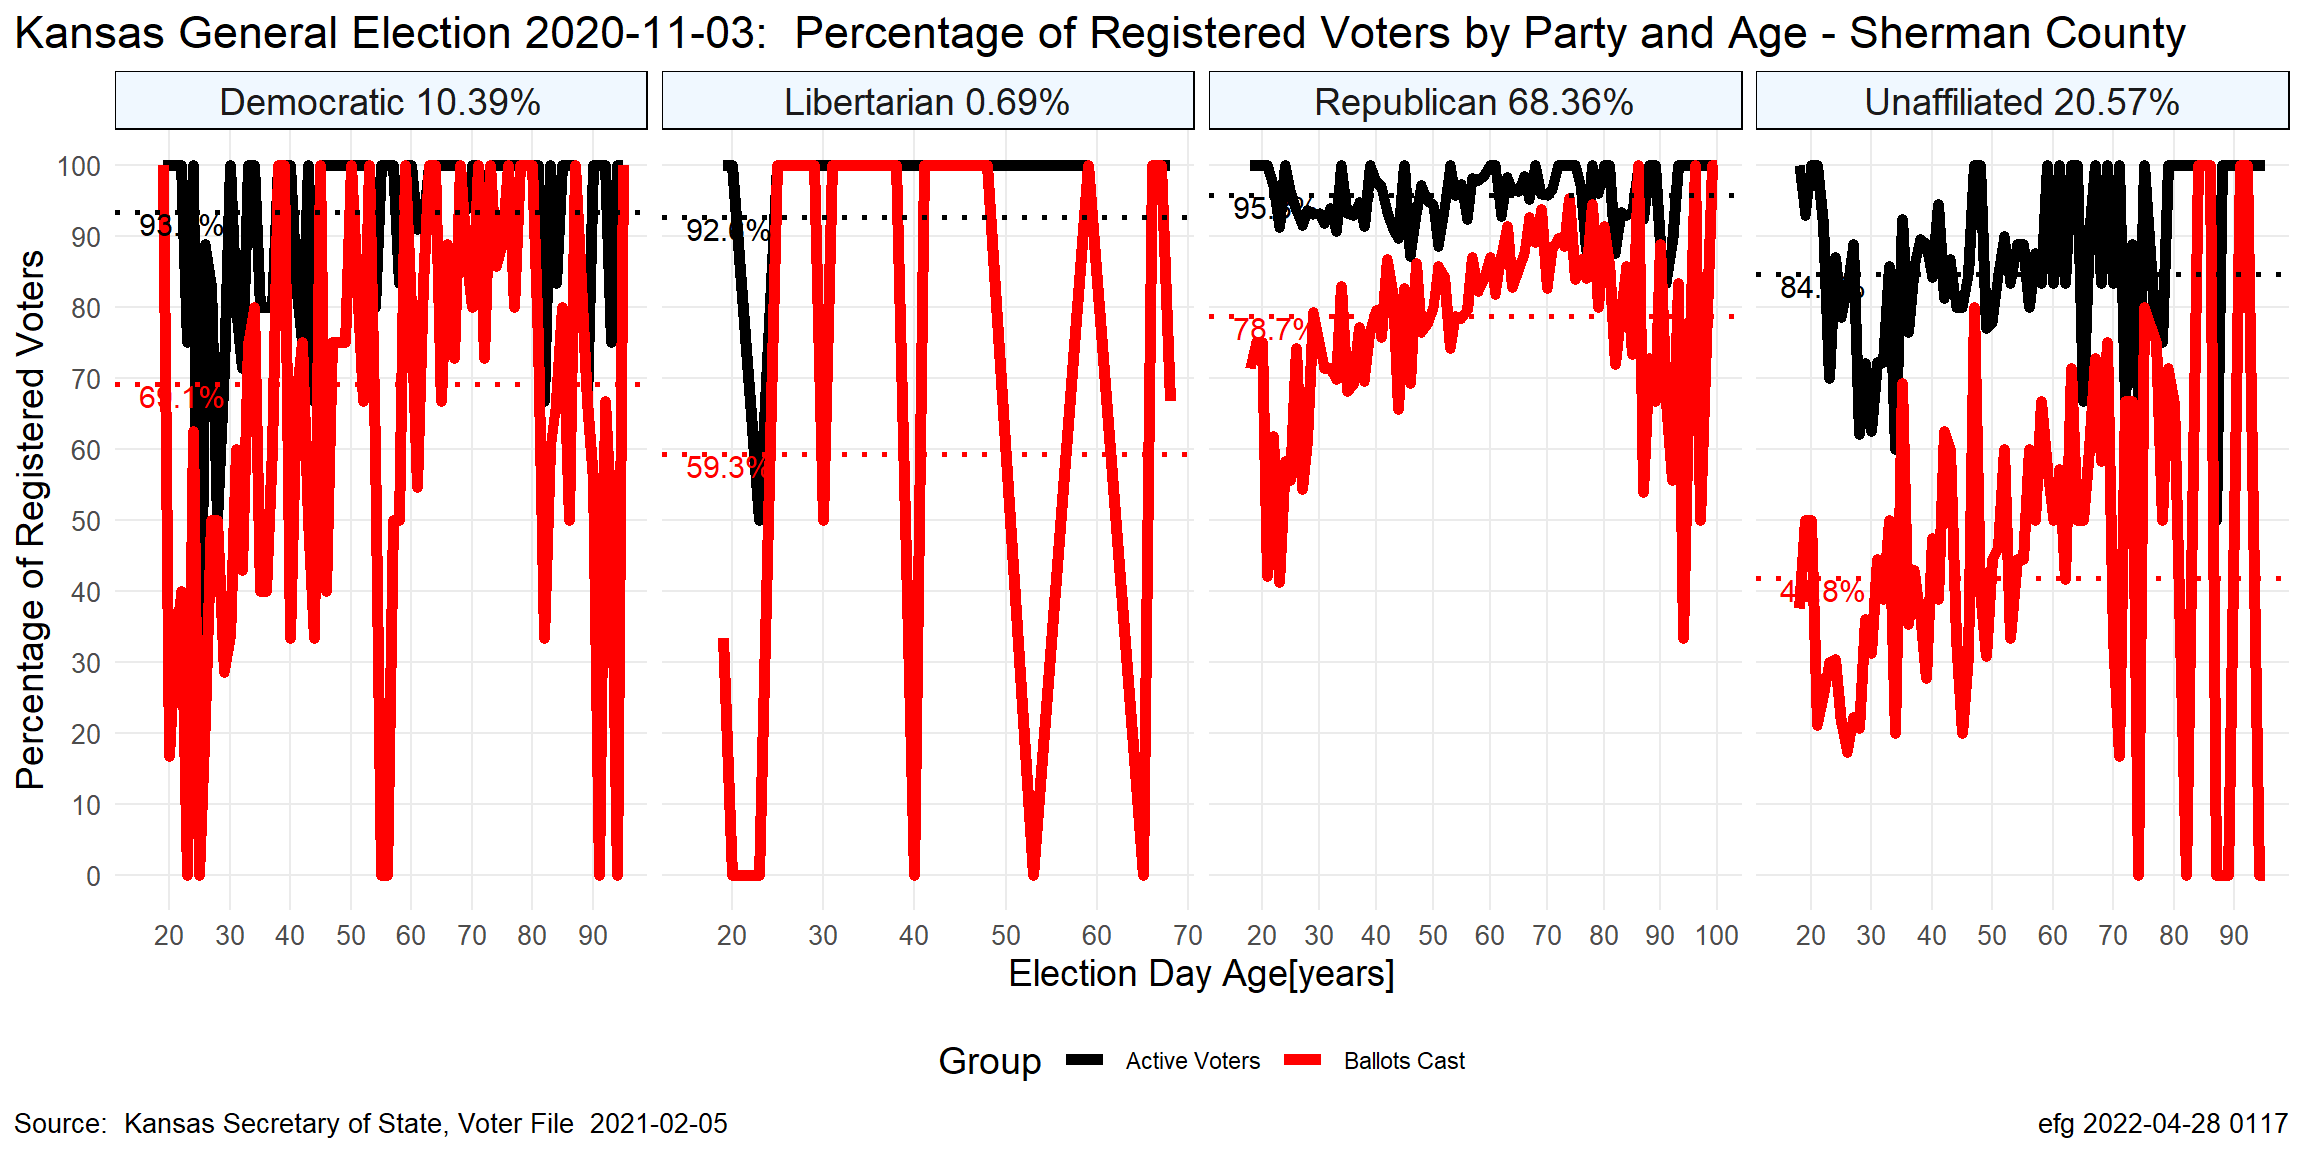 Kansas General Election 2020-11-03:  Percentage of Registered Voters by Party and Age - Sherman County
Democratic 10.39%
Libertarian 0.69%
Republican 68.36%
Unaffiliated 20.57%
Percentage of Registered Voters
100
90
80
70
60
50
40
30
20
10
0
69.1%
59.3%
78.7%
20 30 40 50 60 70 80 90
20 30 40 50 60 70
20 30 40 50 60 70 80 90 100
20 30 40 50 60 70 80 90
Election Day Age[years]
Group Active Voters Ballots Cast
Source:  Kansas Secretary of State, Voter File  2021-02-05
efg 2022-04-28 0117